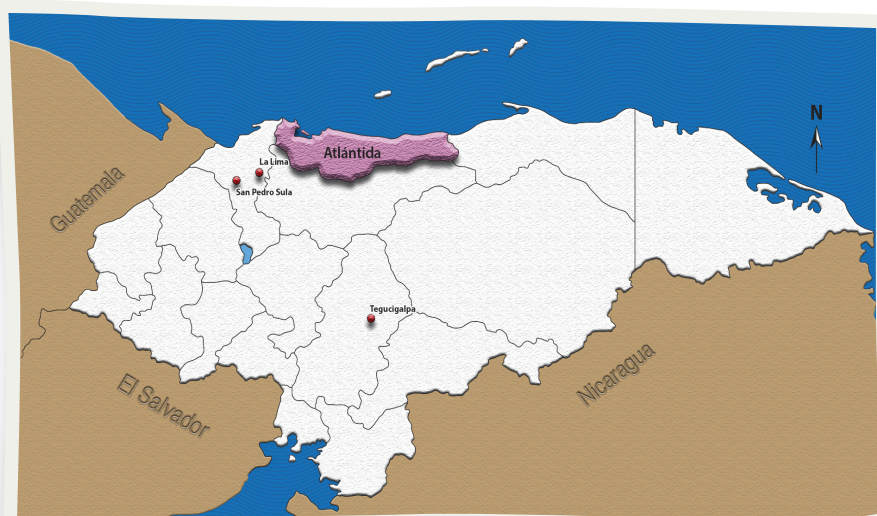 N
Atlántida
La Lima
San Pedro Sula
Guatemala
Tegucigalpa
El Salvador
Nicaragua